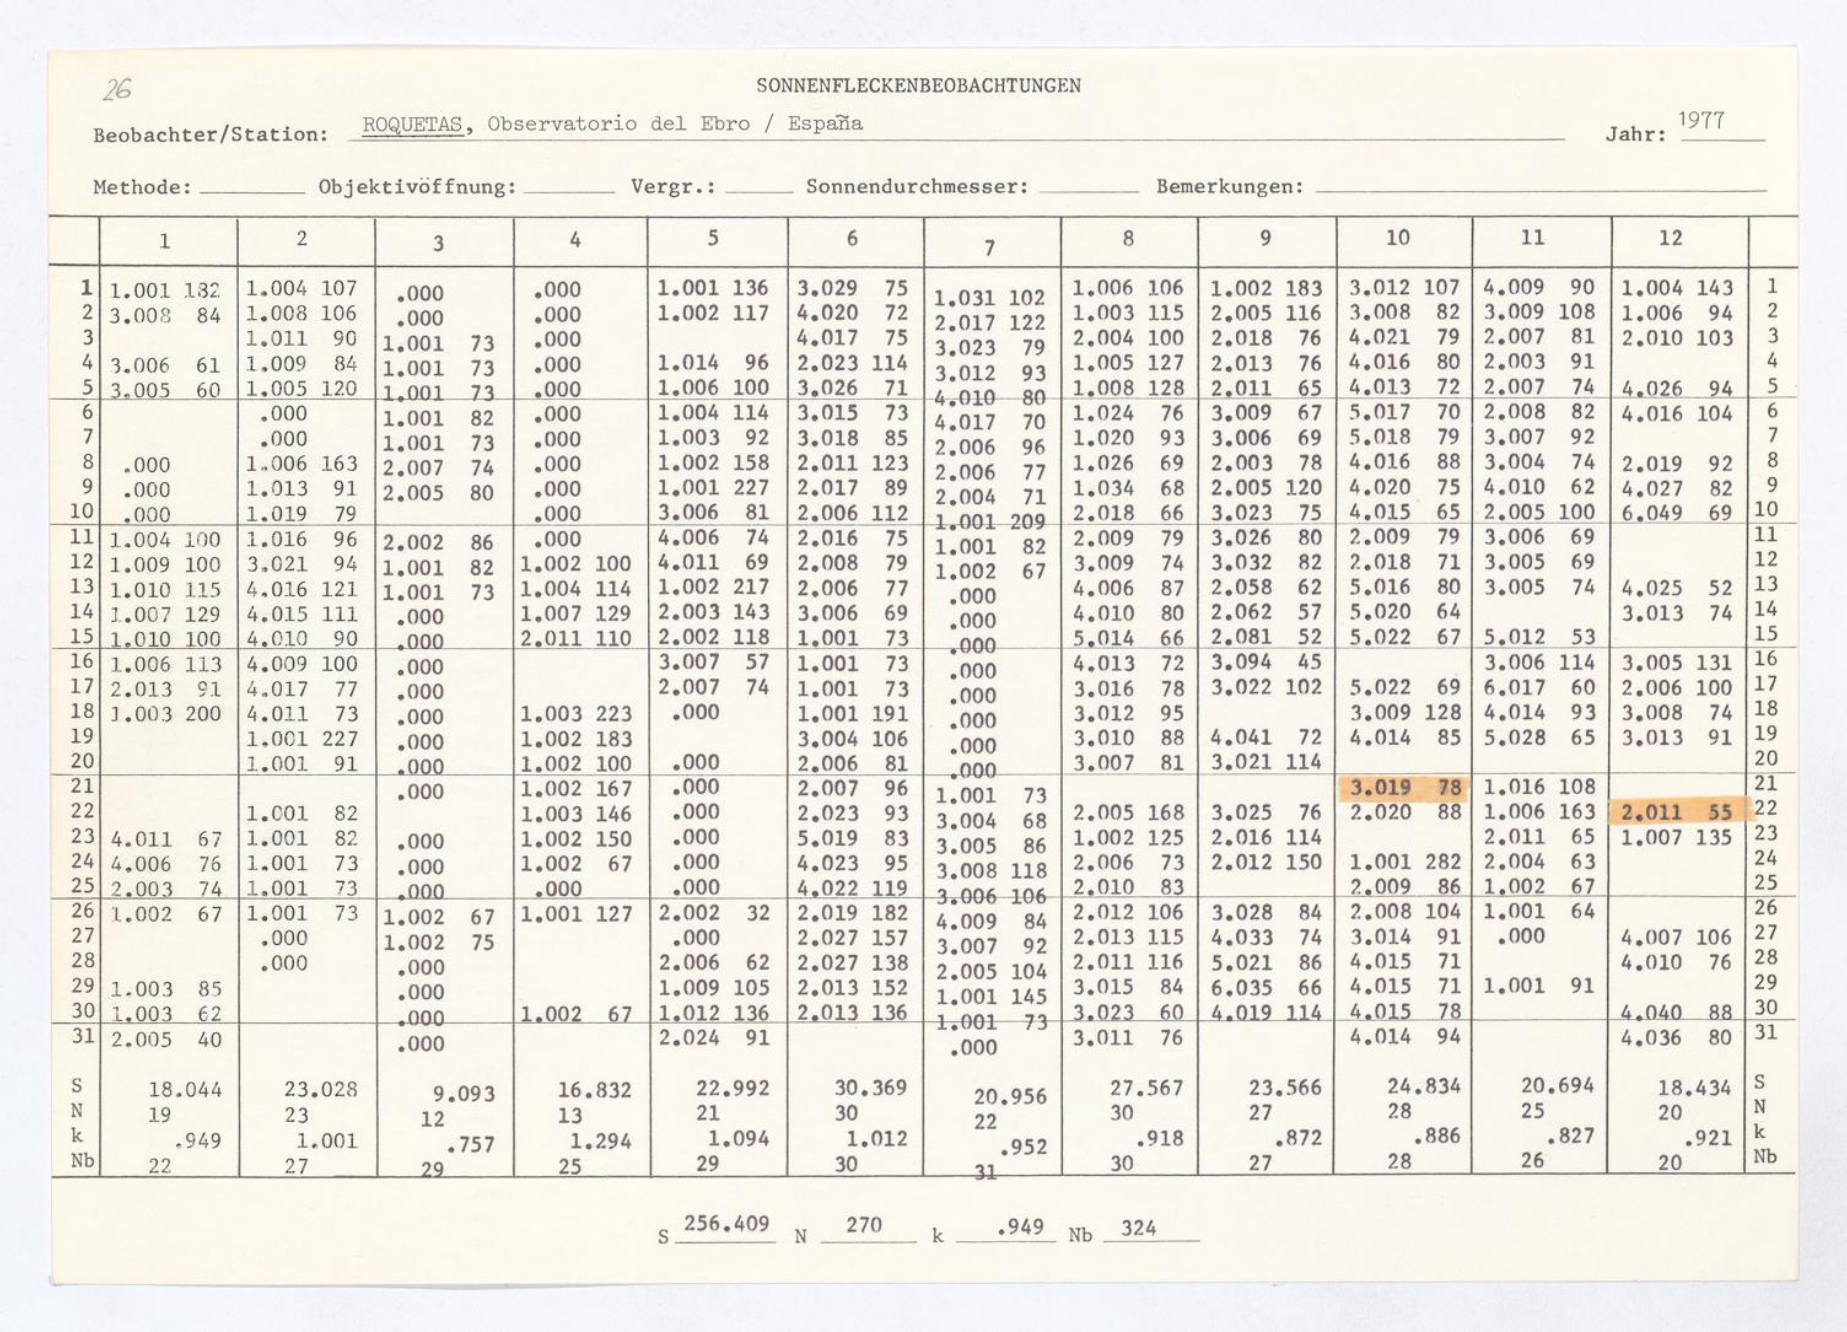 26
SONNENFLECKENBEOBACHTUNGEN
Beobachter/Station: ROQUETAS, Observatorio del Ebro / España Jahr: 1977
Methode: Objektivöffnung: Vergr.: Sonnendurchmesser: Bemerkungen:
1 2 3 4 5 6 7 8 9 10 11 12
1 1.001 182 1.004 107 .000 .000 1.001 136 3.029 75 1.031 102 1.006 106 1.002 183 3.012 107 4.009 90 1.004 143 1
2 3.008 84 1.008 106 .000 .000 1.002 117 4.020 72 2.017 122 1.003 115 2.005 116 3.008 82 3.009 108 1.006 94 2
3 1.011 90 1.001 73 .000 4.017 75 3.023 79 2.004 100 2.018 76 4.021 79 2.007 81 2.010 103 3
4 3.006 61 1.009 84 1.001 73 .000 1.014 96 2.023 114 3.012 93 1.005 127 2.013 76 4.016 80 2.003 91 4
5 3.005 60 1.005 120 1.001 73 .000 1.006 100 3.026 71 4.010 80 1.008 128 2.011 65 4.013 72 2.007 74 4.026 94 5
6 .000 1.001 82 .000 1.004 114 3.015 73 4.017 70 1.024 76 3.009 67 5.017 70 2.008 82 4.016 104 6
7 .000 1.001 73 .000 1.003 92 3.018 85 2.006 96 1.020 93 3.006 69 5.018 79 3.007 92 7
8 .000 1.006 163 2.007 74 .000 1.002 158 2.011 123 2.006 77 1.026 69 2.003 78 4.016 88 3.004 74 2.019 92 8
9 .000 1.013 91 2.005 80 .000 1.001 227 2.017 89 2.004 71 1.034 68 2.005 120 4.020 75 4.010 62 4.027 82 9
10 .000 1.019 79 .000 3.006 81 2.006 112 1.001 209 2.018 66 3.023 75 4.015 65 2.005 100 6.049 69 10
11 1.004 100 1.016 96 2.002 86 .000 4.006 74 2.016 75 1.001 82 2.009 79 3.026 80 2.009 79 3.006 69 11
12 1.009 100 3.021 94 1.001 82 1.002 100 4.011 69 2.008 79 1.002 67 3.009 74 3.032 82 2.018 71 3.005 69 12
13 1.010 115 4.016 121 1.001 73 1.004 114 1.002 217 2.006 77 .000 4.006 87 2.058 62 5.016 80 3.005 74 4.025 52 13
14 1.007 129 4.015 111 .000 1.007 129 2.003 143 3.006 69 .000 4.010 80 2.062 57 5.020 64 3.013 74 14
15 1.010 100 4.010 90 .000 2.011 110 2.002 118 1.001 73 .000 5.014 66 2.081 52 5.022 67 5.012 53 15
16 1.006 113 4.009 100 .000 3.007 57 1.001 73 .000 4.013 72 3.094 45 3.006 114 3.005 131 16
17 2.013 91 4.017 77 .000 2.007 74 1.001 73 .000 3.016 78 3.022 102 5.022 69 6.017 60 2.006 100 17
18 1.003 200 4.011 73 .000 1.003 223 .000 1.001 191 .000 3.012 95 3.009 128 4.014 93 3.008 74 18
19 1.001 227 .000 1.002 183 3.004 106 .000 3.010 88 4.041 72 4.014 85 5.028 65 3.013 91 19
20 1.001 91 .000 1.002 100 .000 2.006 81 .000 3.007 81 3.021 114 20
21 .000 1.002 167 .000 2.007 96 1.001 73 3.019 78 1.016 108 21
22 1.001 82 1.003 146 .000 2.023 93 3.004 68 2.005 168 3.025 76 2.020 88 1.006 163 2.011 55 22
23 4.011 67 1.001 82 .000 1.002 150 .000 5.019 83 3.005 86 1.002 125 2.016 114 2.011 65 1.007 135 23
24 4.006 76 1.001 73 .000 1.002 67 .000 4.023 95 3.008 118 2.006 73 2.012 150 1.001 282 2.004 63 24
25 2.003 74 1.001 73 .000 .000 .000 4.022 119 3.006 106 2.010 83 2.009 86 1.002 67 25
26 1.002 67 1.001 73 1.002 67 1.001 127 2.002 32 2.019 182 4.009 84 2.012 106 3.028 84 2.008 104 1.001 64 26
27 .000 1.002 75 .000 2.027 157 3.007 92 2.013 115 4.033 74 3.014 91 .000 4.007 106 27
28 .000 .000 2.006 62 2.027 138 2.005 104 2.011 116 5.021 86 4.015 71 4.010 76 28
29 1.003 85 .000 1.009 105 2.013 152 1.001 145 3.015 84 6.035 66 4.015 71 1.001 91 29
30 1.003 62 .000 1.002 67 1.012 136 2.013 136 1.001 73 3.023 60 4.019 114 4.015 78 4.040 88 30
31 2.005 40 .000 2.024 91 .000 3.011 76 4.014 94 4.036 80 31
S 18.044 23.028 9.093 16.832 22.992 30.369 20.956 27.567 23.566 24.834 20.694 18.434 S
N 19 23 12 13 21 30 22 30 27 28 25 20 N
k .949 1.001 .757 1.294 1.094 1.012 .952 .918 .872 .886 .827 .921 k
Nb 22 27 29 25 29 30 31 30 27 28 26 20 Nb
S 256.409 N 270 k .949 Nb 324